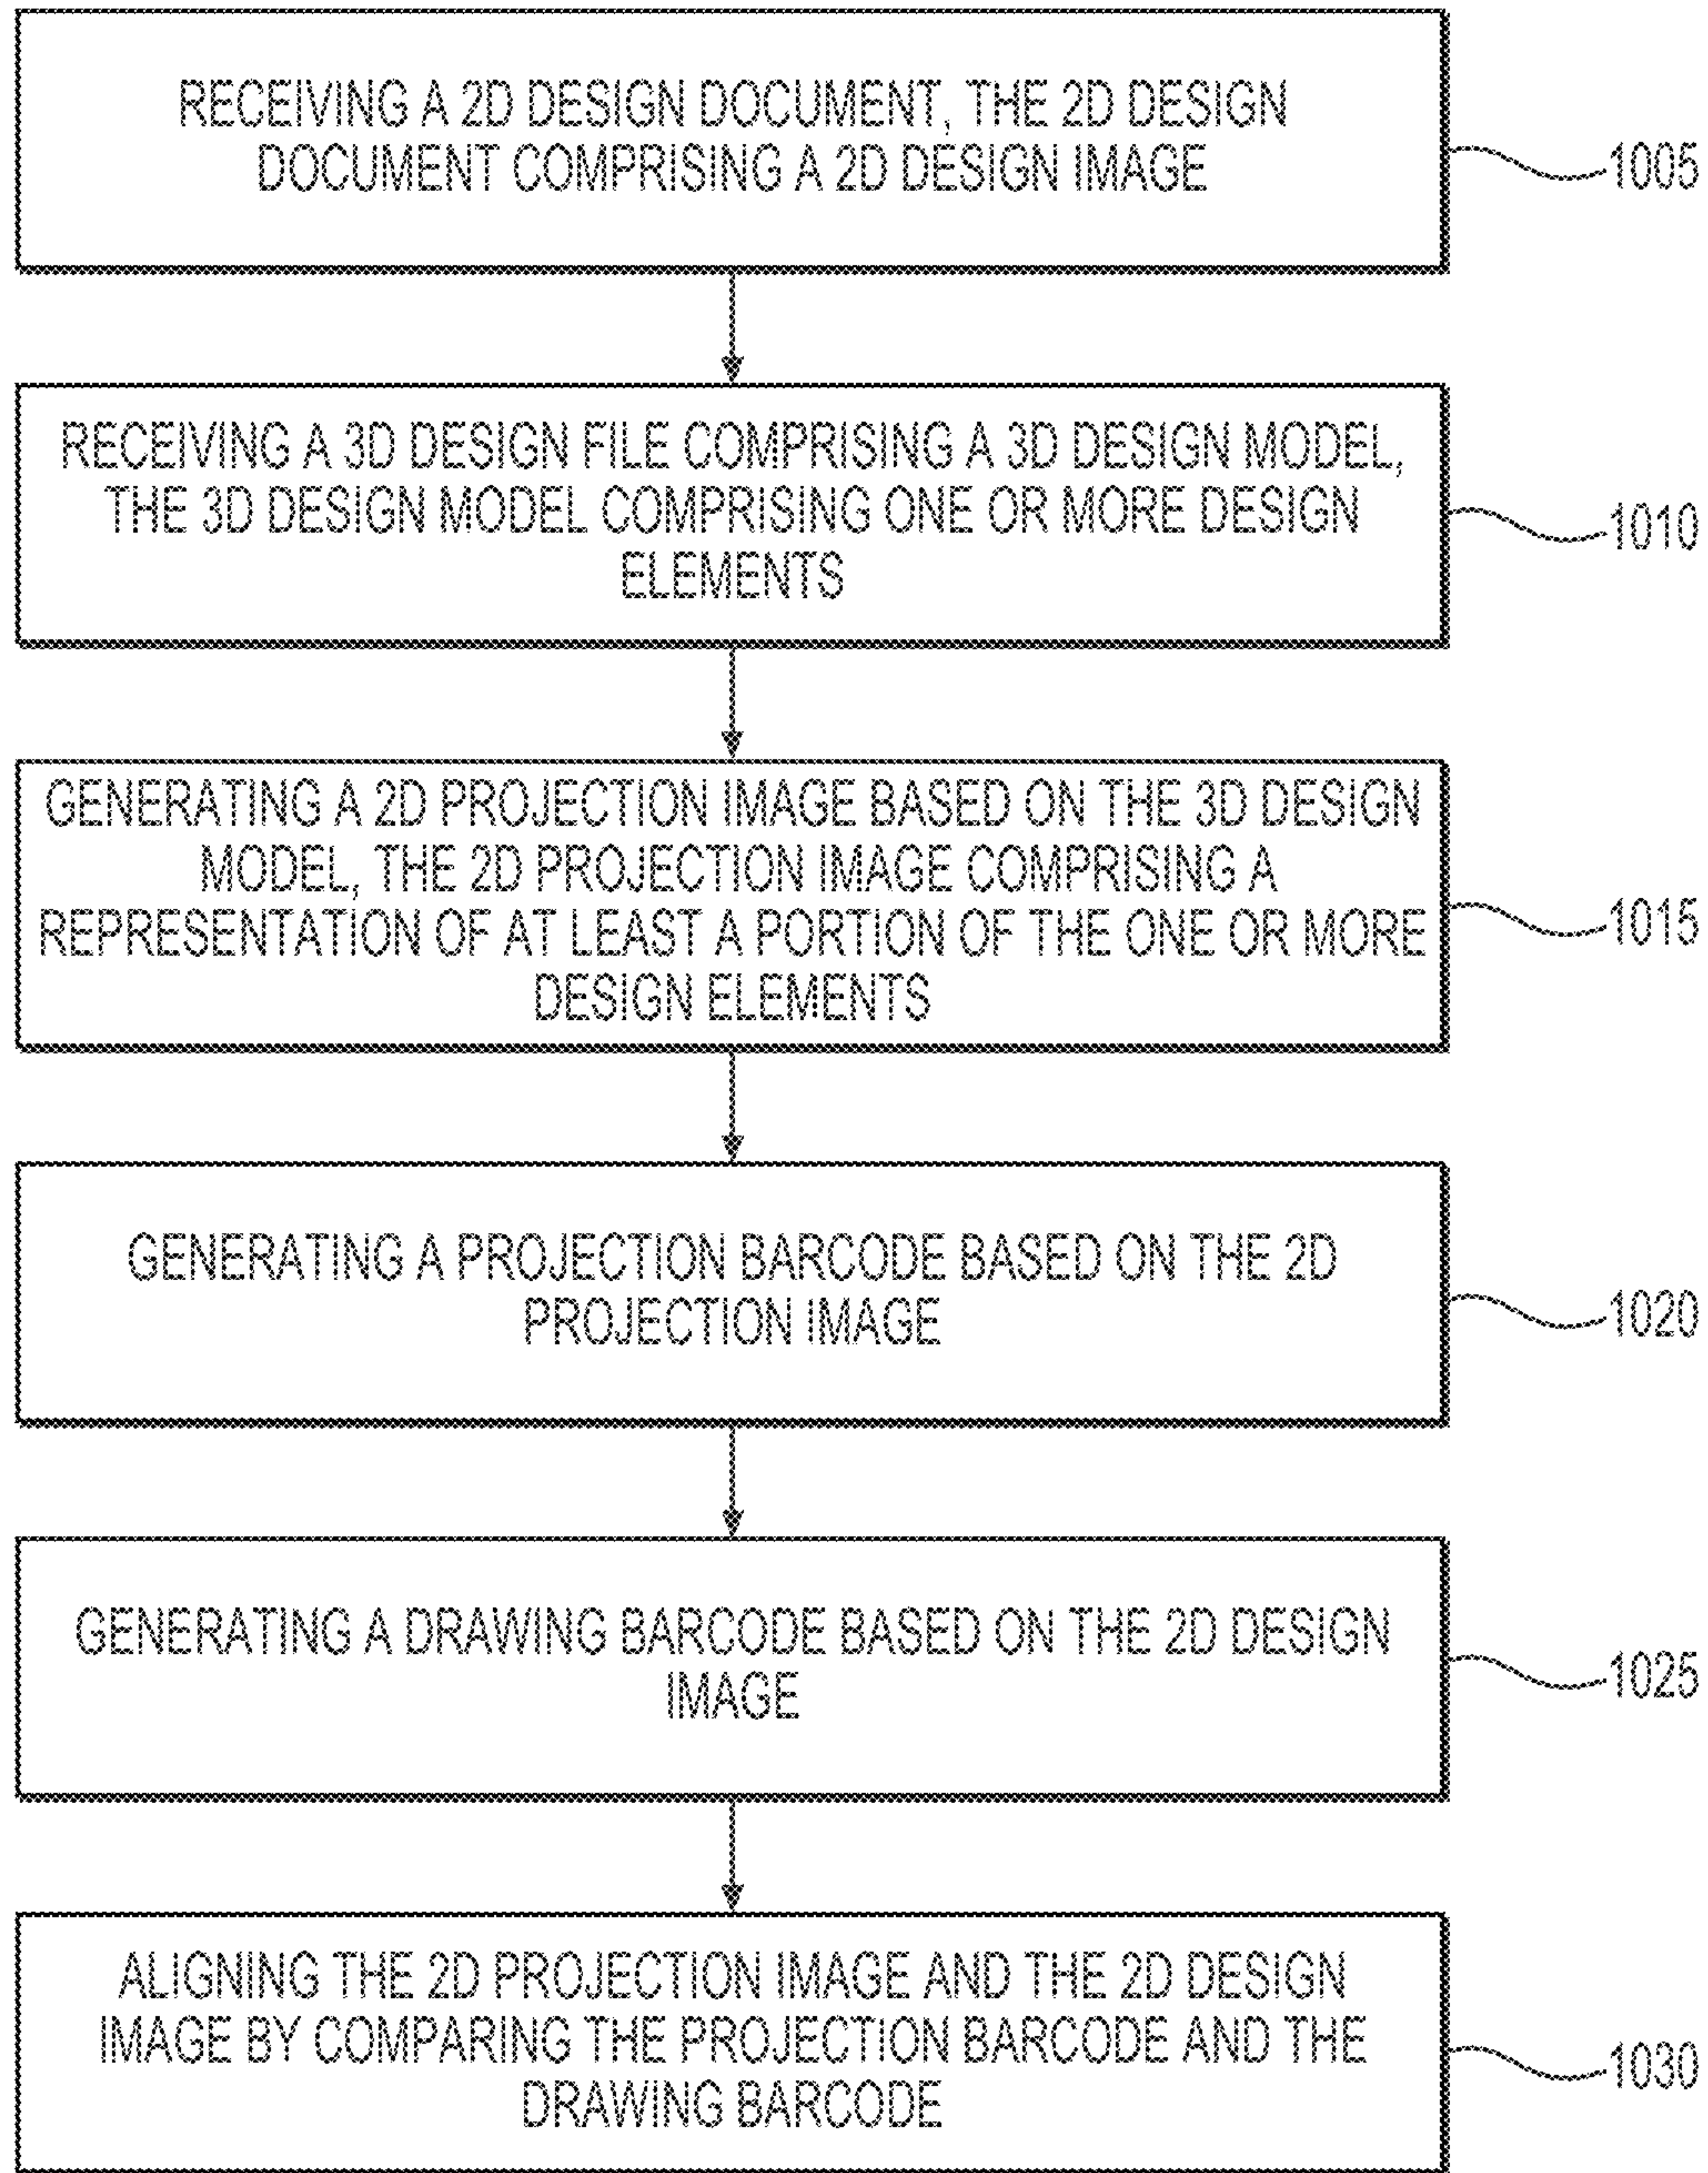 RECEIVING A 2D DESIGN DOCUMENT, THE 2D DESIGN
DOCUMENT COMPRISING A 2D DESIGN IMAGE
1005
RECEIVING A 3D DESIGN FILE COMPRISING A 3D DESIGN MODEL,
THE 3D DESIGN MODEL COMPRISING ONE OR MORE DESIGN
ELEMENTS
1010
GENERATING A 2D PROJECTION IMAGE BASED ON THE 3D DESIGN
MODEL, THE 2D PROJECTION IMAGE COMPRISING A
REPRESENTATION OF AT LEAST A PORTION OF THE ONE OR MORE
DESIGN ELEMENTS
1015
GENERATING A PROJECTION BARCODE BASED ON THE 2D
PROJECTION IMAGE
1020
GENERATING A DRAWING BARCODE BASED ON THE 2D DESIGN
IMAGE
1025
ALIGNING THE 2D PROJECTION IMAGE AND THE 2D DESIGN
IMAGE BY COMPARING THE PROJECTION BARCODE AND THE
DRAWING BARCODE
1030